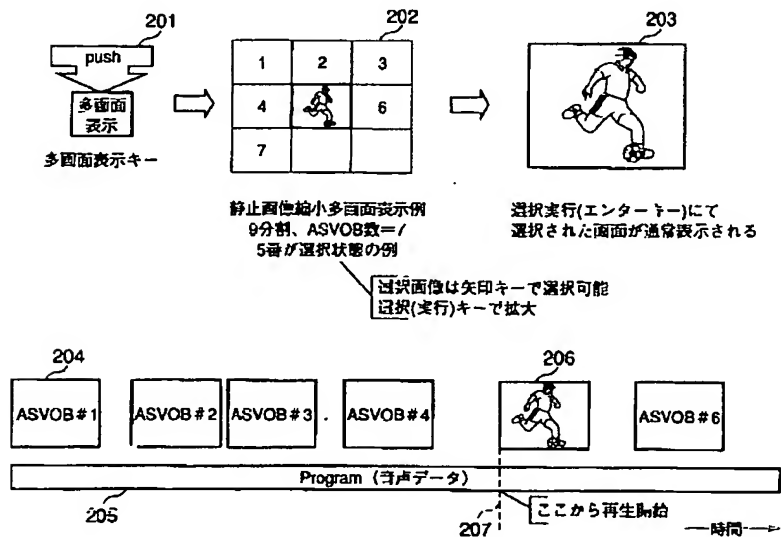 201
push
多画面
表示
多画面表示キー
202
1 2 3
4 6
7
静止画像縮小多画面表示例
9分割、ASVOB数=7
5番が選択状態の例
選択画像は矢印キーで選択可能
選択(実行)キーで拡大
203
選択実行(エンターキー)にて
選択された画面が通常表示される
204
ASVOB#1
ASVOB#2
ASVOB#3
ASVOB#4
206
ASVOB#6
Program (音声データ)
205
207
ここから再生開始
時間